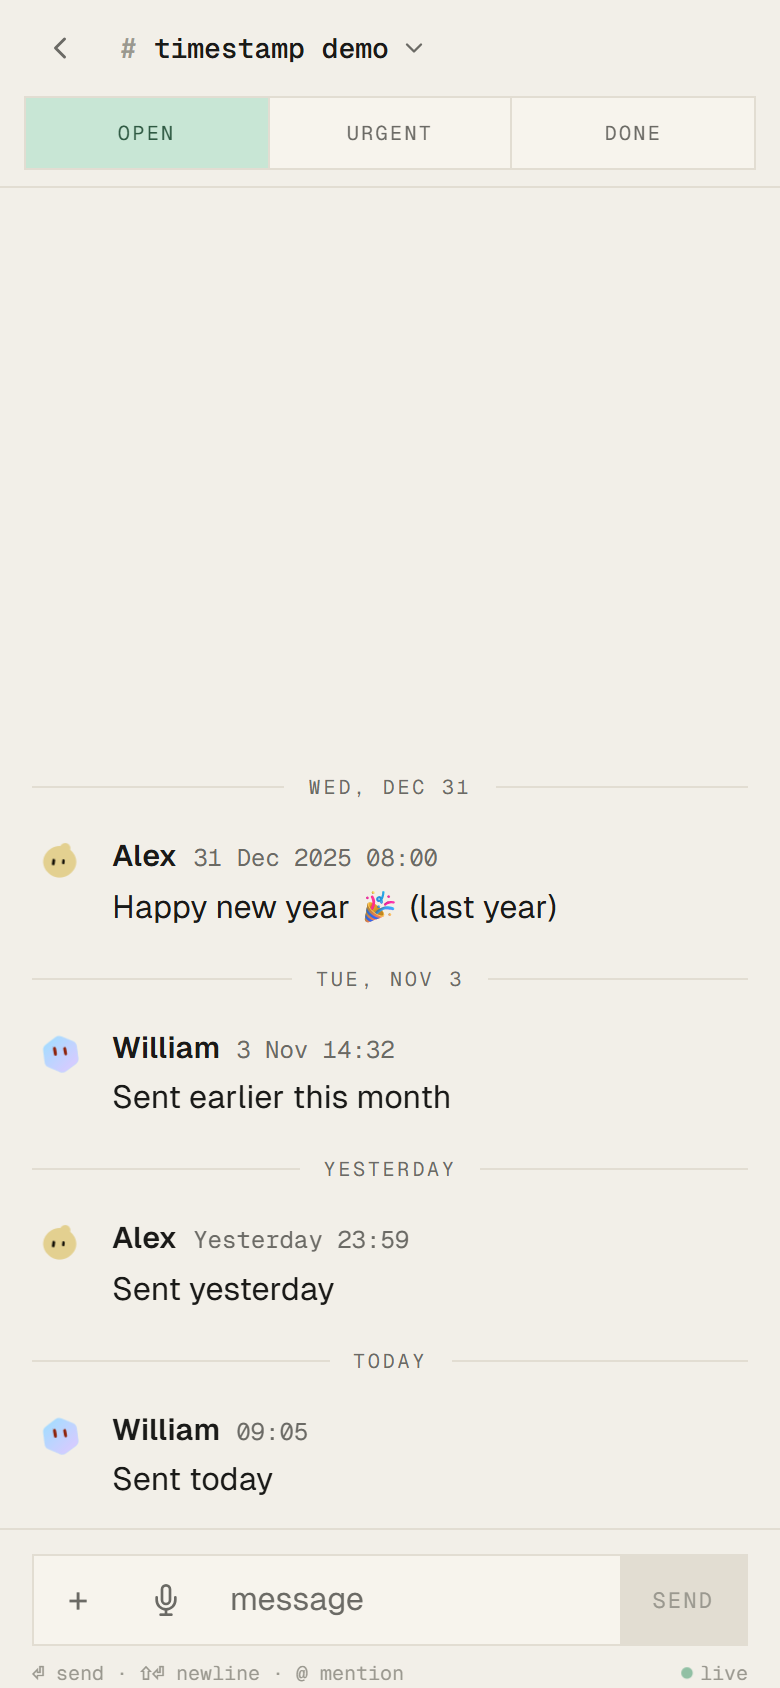 # timestamp demo
OPEN URGENT DONE
WED, DEC 31
Alex 31 Dec 2025 08:00
Happy new year 🎉 (last year)
TUE, NOV 3
William 3 Nov 14:32
Sent earlier this month
YESTERDAY
Alex Yesterday 23:59
Sent yesterday
TODAY
William 09:05
Sent today
+ message SEND
⏎ send · ⇧⏎ newline · @ mention live